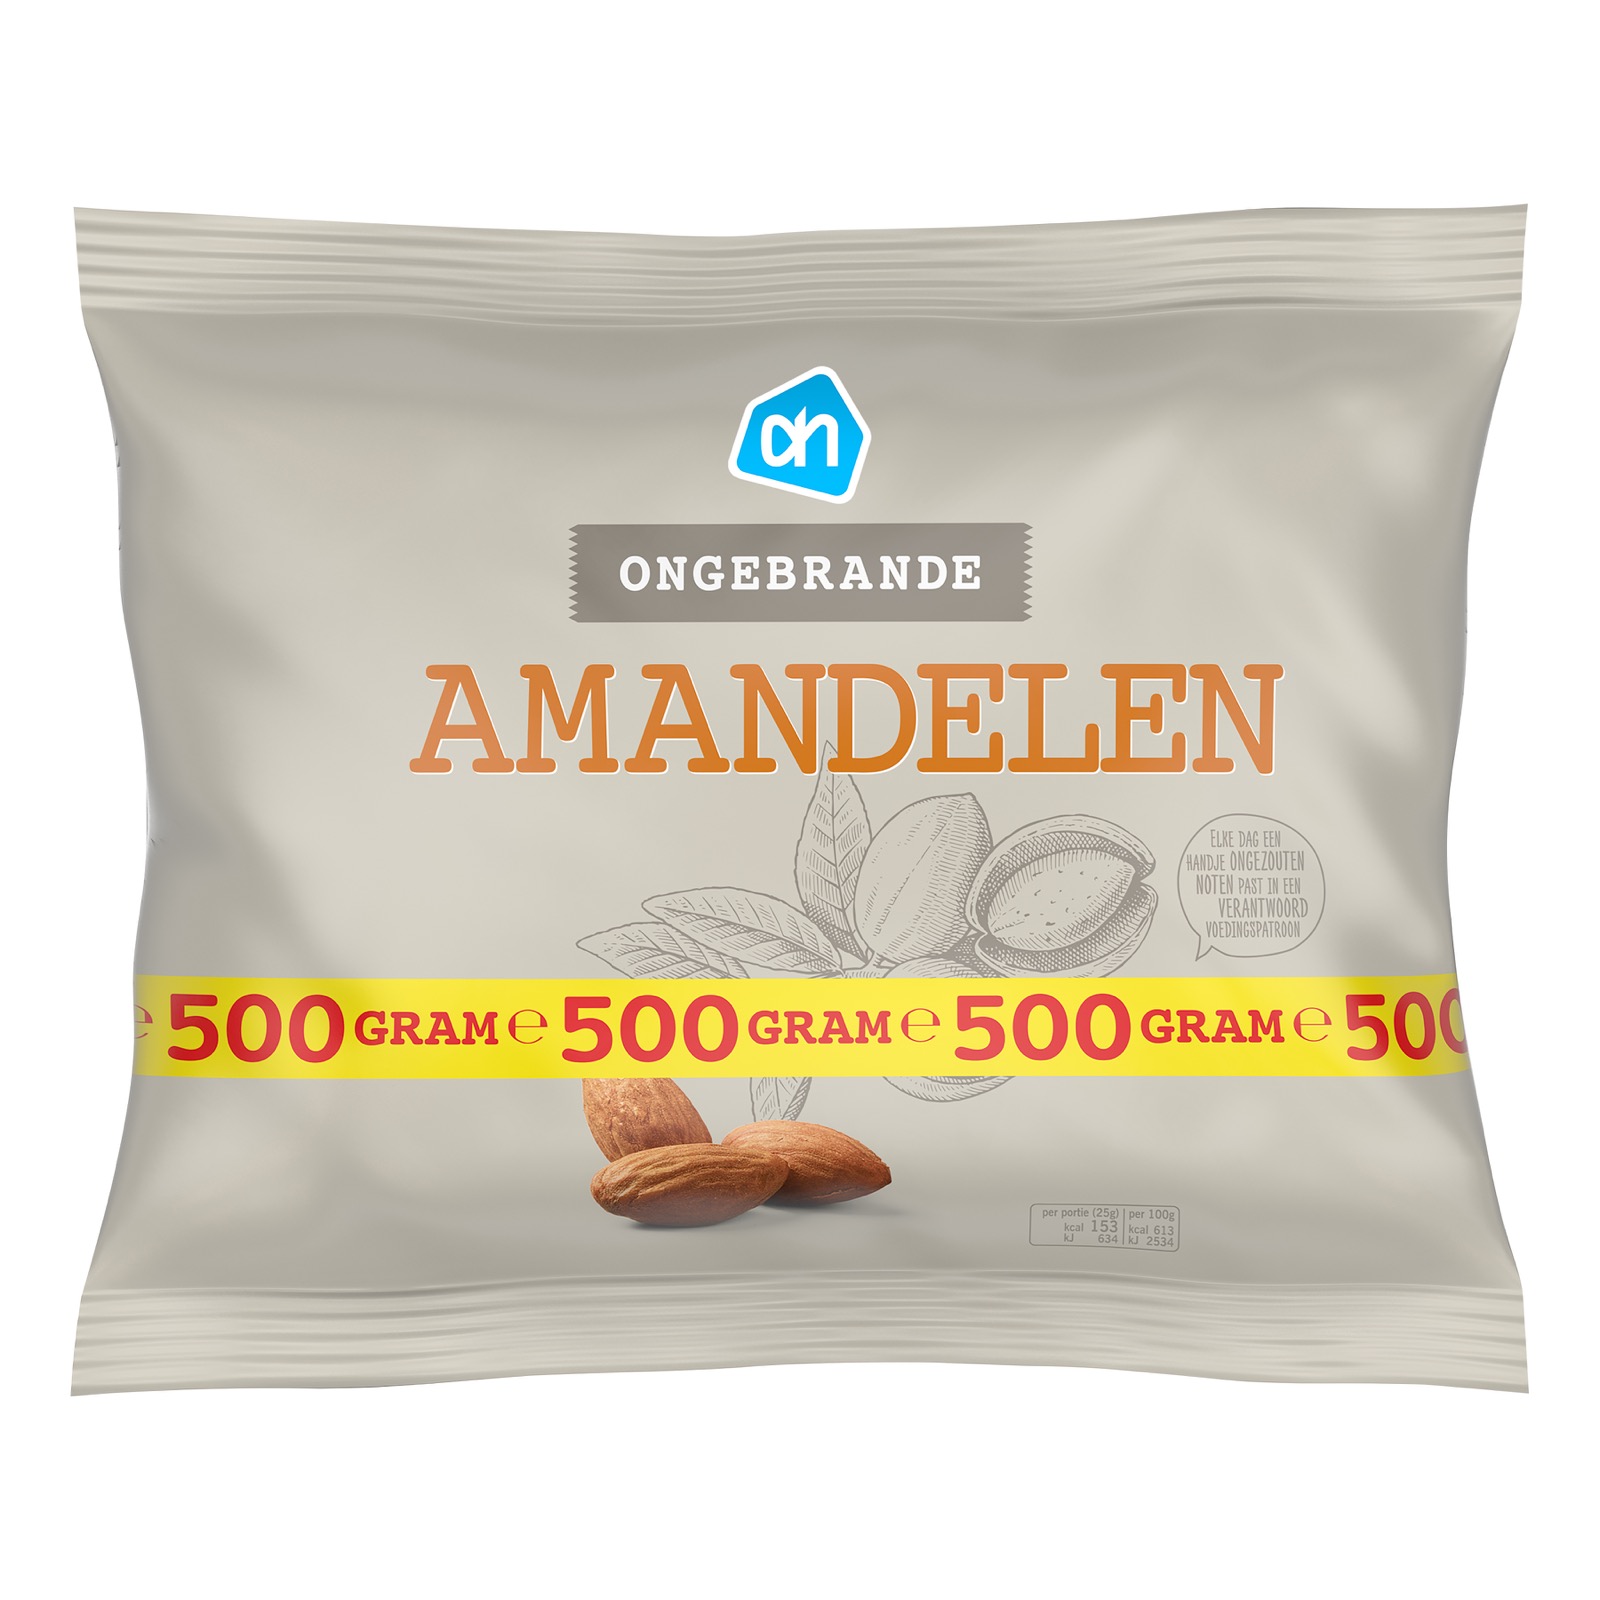 ah
ONGEBRANDE
AMANDELEN
ELKE DAG EEN
HANDJE ONGEZOUTEN
NOTEN PAST IN EEN
VERANTWOORD
VOEDINGSPATROON
℮ 500 GRAM ℮ 500 GRAM ℮ 500 GRAM ℮ 500
per portie (25g) per 100g
kcal 153 kcal 613
kJ 634 kJ 2534